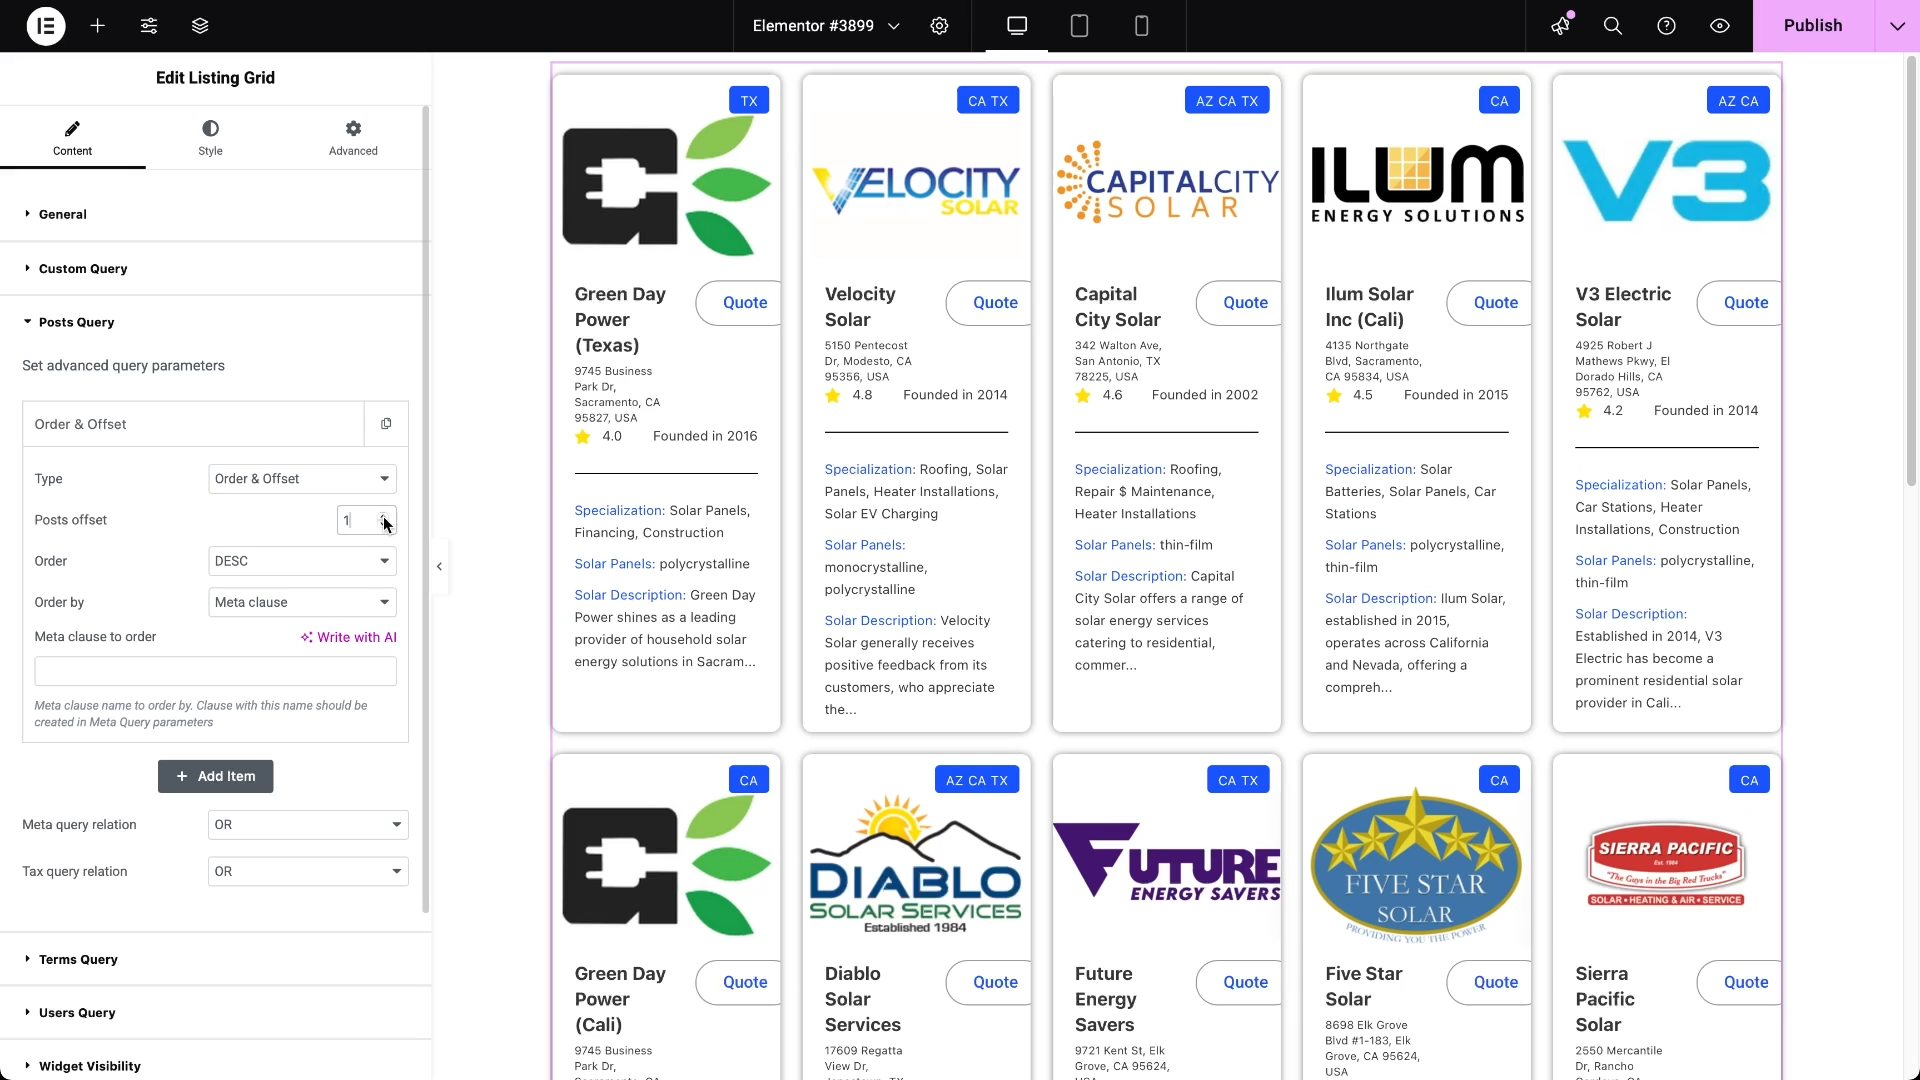 Elementor #3899
Publish
Edit Listing Grid
Content
Style
Advanced
General
Custom Query
Posts Query
Set advanced query parameters
Order & Offset
Type
Order & Offset
Posts offset
1
Order
DESC
Order by
Meta clause
Meta clause to order
Write with AI
Meta clause name to order by. Clause with this name should be
created in Meta Query parameters
+ Add Item
Meta query relation
OR
Tax query relation
OR
Terms Query
Users Query
Widget Visibility
TX
Green Day
Power
(Texas)
Quote
9745 Business
Park Dr,
Sacramento, CA
95827, USA
4.0
Founded in 2016
Specialization: Solar Panels,
Financing, Construction
Solar Panels: polycrystalline
Solar Description: Green Day
Power shines as a leading
provider of household solar
energy solutions in Sacram...
CA TX
VELOCITY
SOLAR
Velocity
Solar
Quote
5150 Pentecost
Dr, Modesto, CA
95356, USA
4.8
Founded in 2014
Specialization: Roofing, Solar
Panels, Heater Installations,
Solar EV Charging
Solar Panels:
monocrystalline,
polycrystalline
Solar Description: Velocity
Solar generally receives
positive feedback from its
customers, who appreciate
the...
AZ CA TX
CAPITALCITY
SOLAR
Capital
City Solar
Quote
342 Walton Ave,
San Antonio, TX
78225, USA
4.6
Founded in 2002
Specialization: Roofing,
Repair $ Maintenance,
Heater Installations
Solar Panels: thin-film
Solar Description: Capital
City Solar offers a range of
solar energy services
catering to residential,
commer...
CA
ILUM
ENERGY SOLUTIONS
Ilum Solar
Inc (Cali)
Quote
4135 Northgate
Blvd, Sacramento,
CA 95834, USA
4.5
Founded in 2015
Specialization: Solar
Batteries, Solar Panels, Car
Stations
Solar Panels: polycrystalline,
thin-film
Solar Description: Ilum Solar,
established in 2015,
operates across California
and Nevada, offering a
compreh...
AZ CA
V3
V3 Electric
Solar
Quote
4925 Robert J
Mathews Pkwy, El
Dorado Hills, CA
95762, USA
4.2
Founded in 2014
Specialization: Solar Panels,
Car Stations, Heater
Installations, Construction
Solar Panels: polycrystalline,
thin-film
Solar Description:
Established in 2014, V3
Electric has become a
prominent residential solar
provider in Cali...
CA
Green Day
Power
(Cali)
Quote
9745 Business
Park Dr,
AZ CA TX
DIABLO
SOLAR SERVICES
Established 1984
Diablo
Solar
Services
Quote
17609 Regatta
View Dr,
CA TX
FUTURE
ENERGY SAVERS
Future
Energy
Savers
Quote
9721 Kent St, Elk
Grove, CA 95624,
CA
FIVE STAR
SOLAR
PROVIDING YOU THE POWER
Five Star
Solar
Quote
8698 Elk Grove
Blvd #1-183, Elk
Grove, CA 95624,
USA
CA
SIERRA PACIFIC
Est. 1984
"The Guys in the Big Red Trucks"
SOLAR • HEATING & AIR • SERVICE
Sierra
Pacific
Solar
Quote
2550 Mercantile
Dr, Rancho